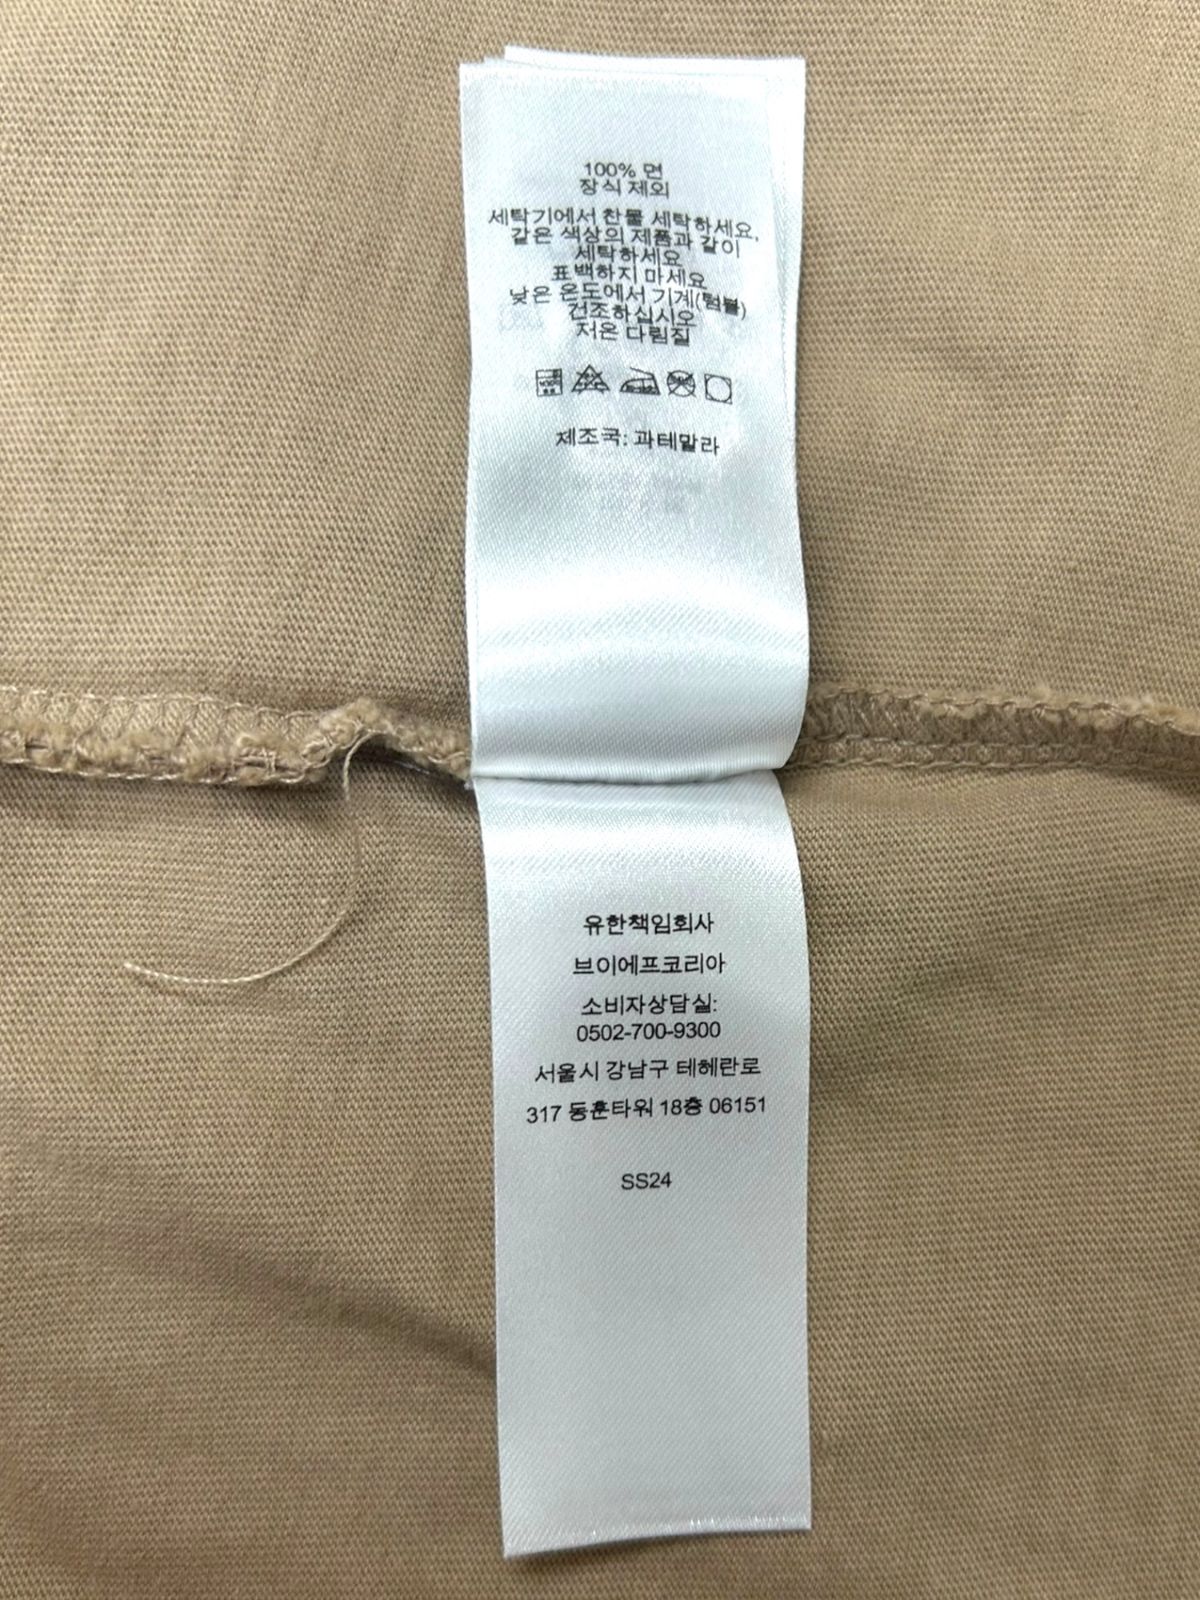 100% 면
장식 제외
세탁기에서 찬물 세탁하세요,
같은 색상의 제품과 같이
세탁하세요
표백하지 마세요
낮은 온도에서 기계(텀블)
건조하십시오
저온 다림질
제조국: 과테말라
유한책임회사
브이에프코리아
소비자상담실:
0502-700-9300
서울시 강남구 테헤란로
317 동훈타워 18층 06151
SS24